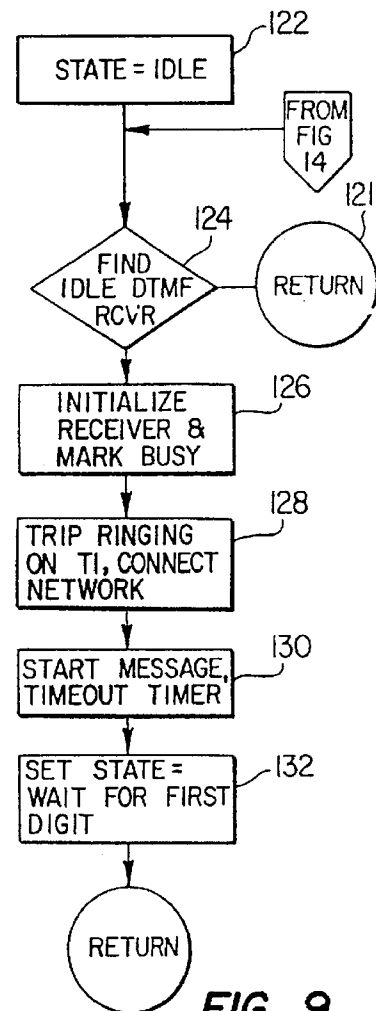 122
STATE = IDLE
FROM
FIG
14
124
121
FIND
IDLE DTMF
RCVR
RETURN
126
INITIALIZE
RECEIVER &
MARK BUSY
128
TRIP RINGING
ON TI, CONNECT
NETWORK
130
START MESSAGE,
TIMEOUT TIMER
132
SET STATE =
WAIT FOR FIRST
DIGIT
RETURN
FIG. 9